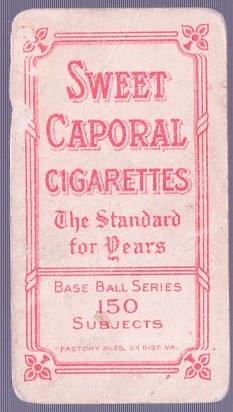 SWEET
CAPORAL
CIGARETTES
The Standard
for Years
BASE BALL SERIES
150
SUBJECTS
FACTORY No 25, 2d DIST. VA.